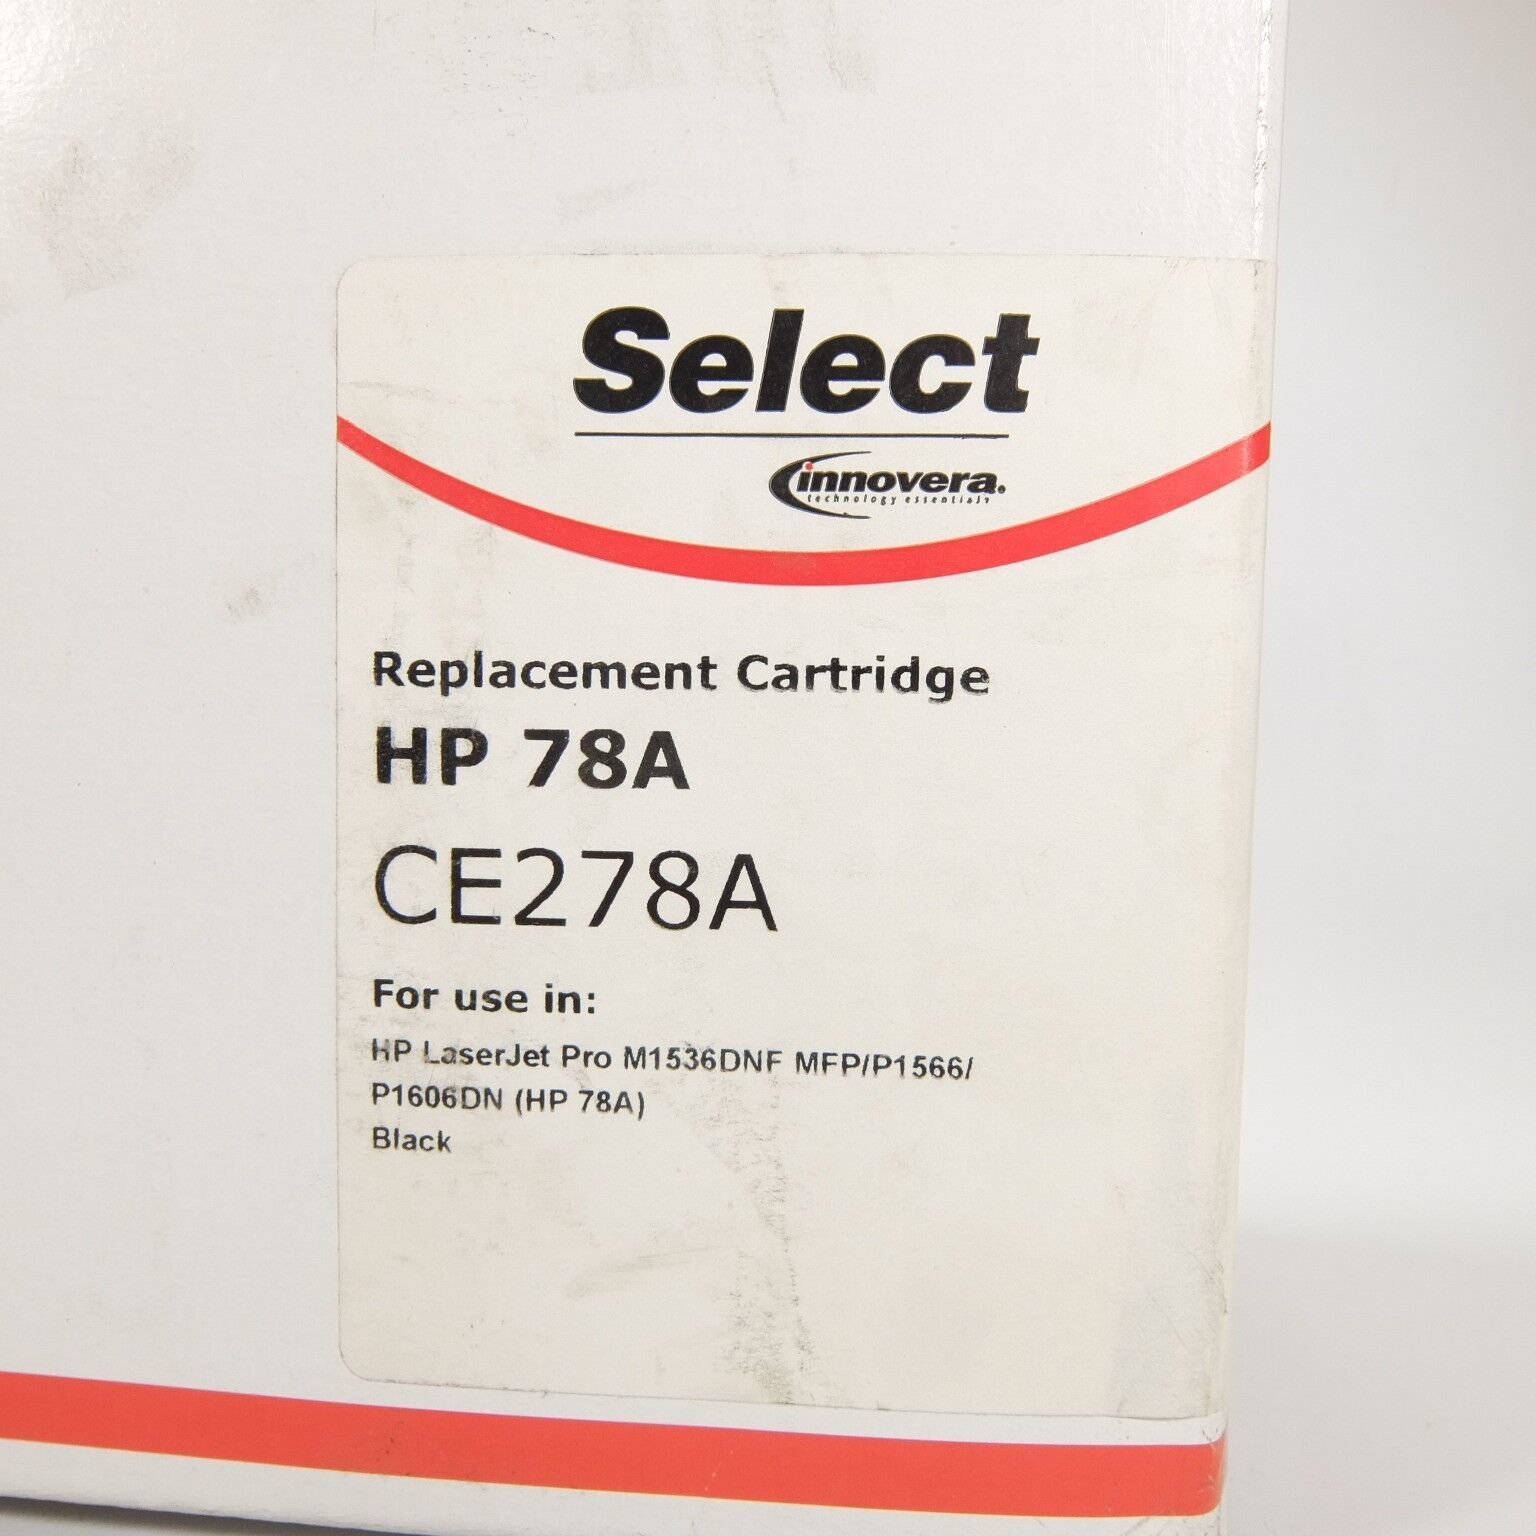 Select
innovera.
technology essentials
Replacement Cartridge
HP 78A
CE278A
For use in:
HP LaserJet Pro M1536DNF MFP/P1566/
P1606DN (HP 78A)
Black